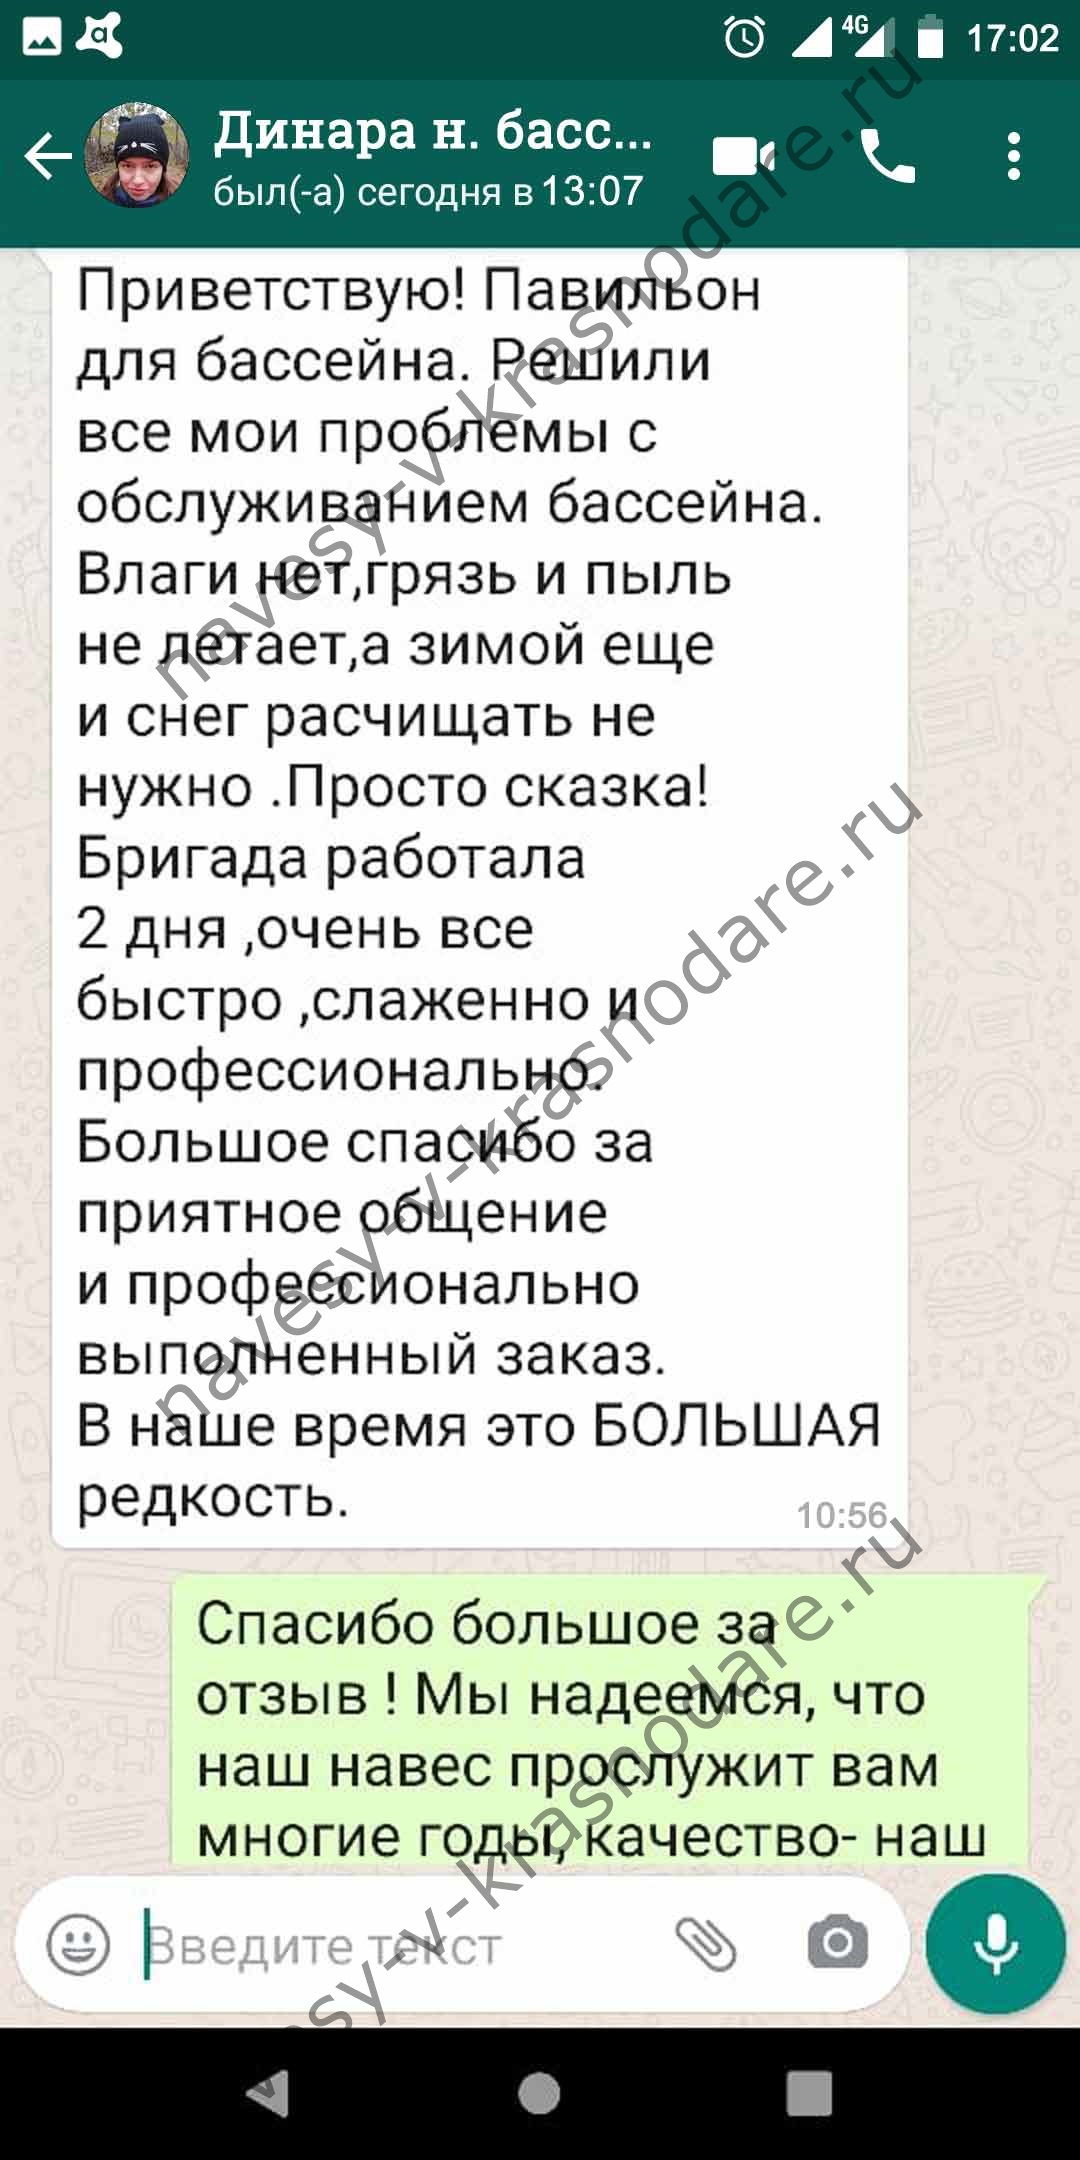 4G 17:02
Динара н. басс...
был(-а) сегодня в 13:07
Приветствую! Павильон
для бассейна. Решили
все мои проблемы с
обслуживанием бассейна.
Влаги нет,грязь и пыль
не летает,а зимой еще
и снег расчищать не
нужно .Просто сказка!
Бригада работала
2 дня ,очень все
быстро ,слаженно и
профессионально.
Большое спасибо за
приятное общение
и профессионально
выполненный заказ.
В наше время это БОЛЬШАЯ
редкость.
10:56
Спасибо большое за
отзыв ! Мы надеемся, что
наш навес прослужит вам
многие годы, качество- наш
Введите текст
navesy-v-krasnodare.ru
navesy-v-krasnodare.ru
vesy-v-krasnodare.ru